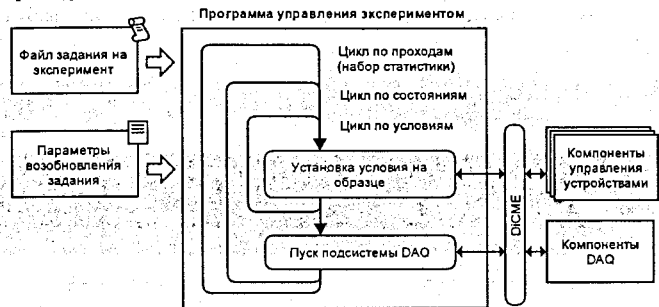 Программа управления экспериментом
Файл задания на
эксперимент
Параметры
возобновления
задания
Цикл по проходам
(набор статистики)
Цикл по состояниям
Цикл по условиям
Установка условия на
образце
Пуск подсистемы DAQ
DiCME
Компоненты
управления
устройствами
Компоненты
DAQ